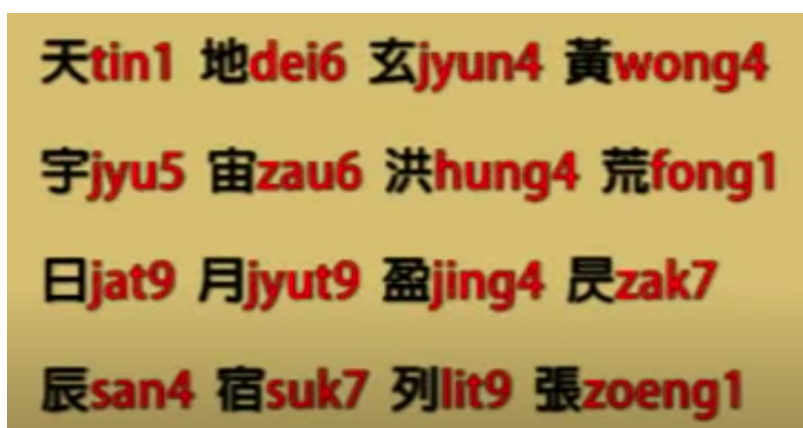 天tin1 地dei6 玄jyun4 黃wong4
宇jyu5 宙zau6 洪hung4 荒fong1
日jat9 月jyut9 盈jing4 昃zak7
辰san4 宿suk7 列lit9 張zoeng1